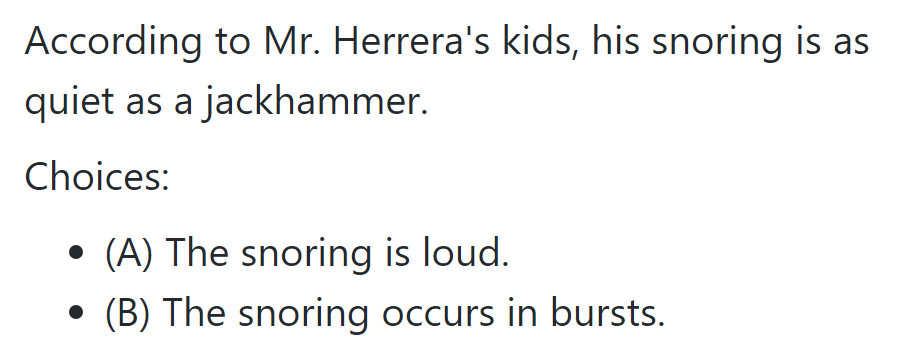 According to Mr. Herrera's kids, his snoring is as
quiet as a jackhammer.
Choices:
• (A) The snoring is loud.
• (B) The snoring occurs in bursts.